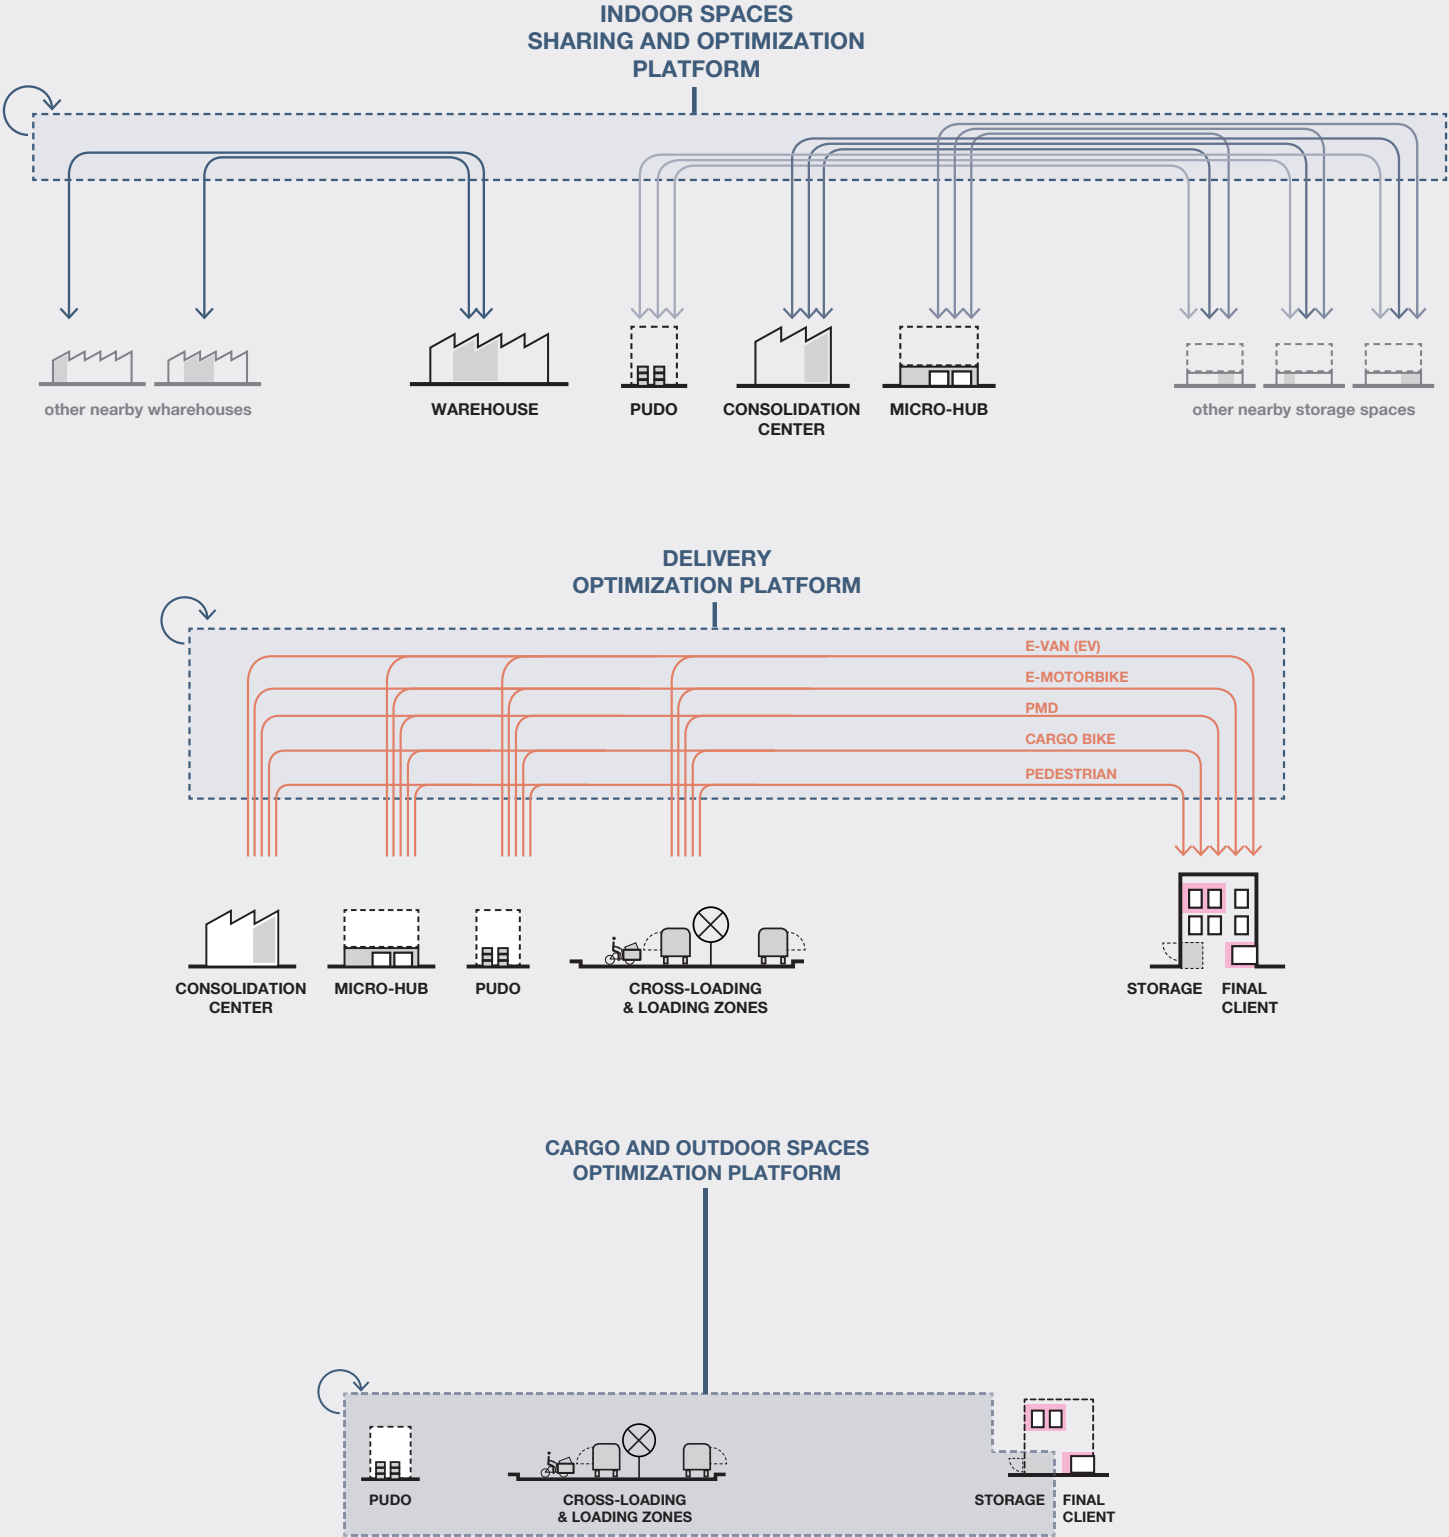 INDOOR SPACES
SHARING AND OPTIMIZATION
PLATFORM
other nearby wharehouses
WAREHOUSE
PUDO
CONSOLIDATION
CENTER
MICRO-HUB
other nearby storage spaces
DELIVERY
OPTIMIZATION PLATFORM
E-VAN (EV)
E-MOTORBIKE
PMD
CARGO BIKE
PEDESTRIAN
CONSOLIDATION
CENTER
MICRO-HUB
PUDO
CROSS-LOADING
& LOADING ZONES
STORAGE
FINAL
CLIENT
CARGO AND OUTDOOR SPACES
OPTIMIZATION PLATFORM
PUDO
CROSS-LOADING
& LOADING ZONES
STORAGE
FINAL
CLIENT